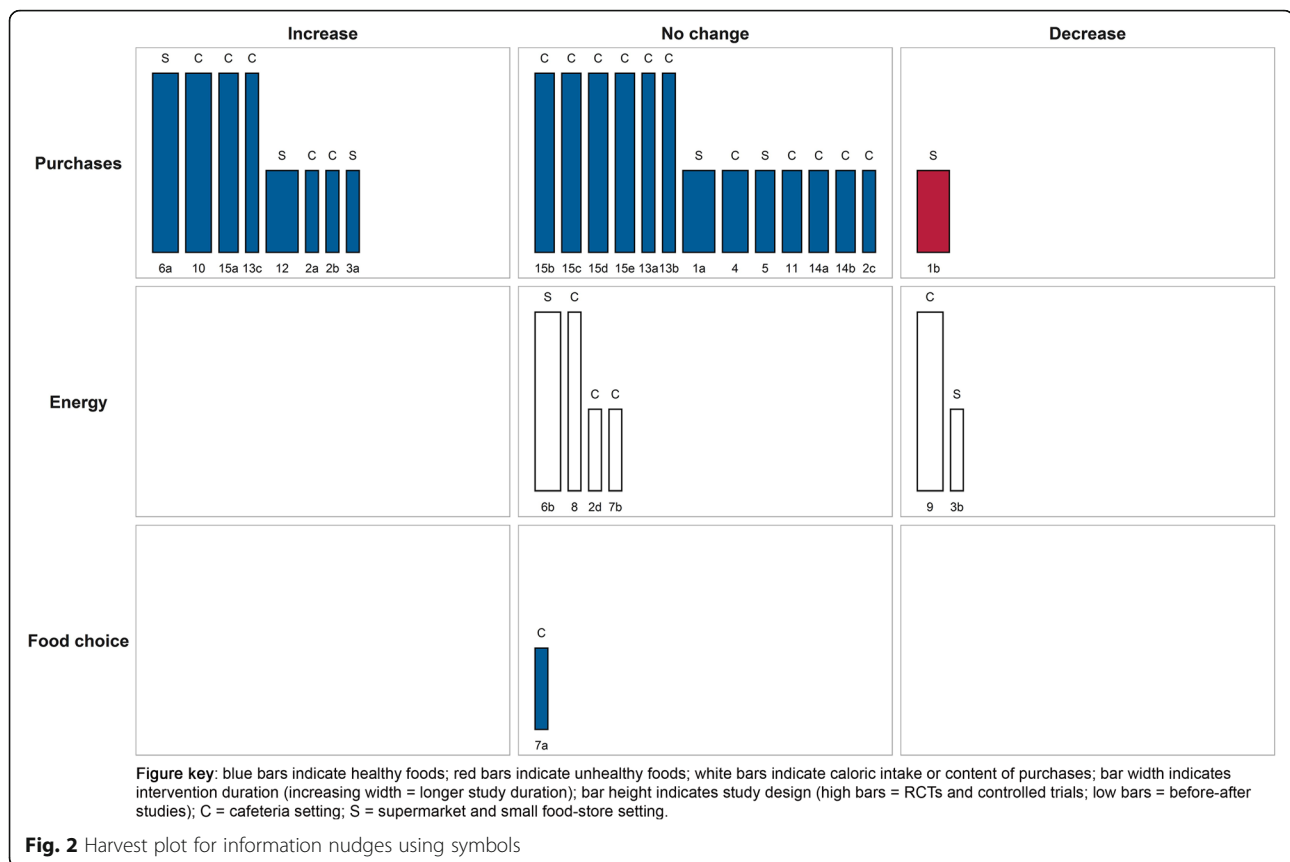 Increase No change Decrease
S C C C C C C C C C
S C C S S C S C C C C S
Purchases
6a 10 15a 13c 12 2a 2b 3a 15b 15c 15d 15e 13a 13b 1a 4 5 11 14a 14b 2c 1b
S C C
C C S
Energy
6b 8 2d 7b 9 3b
C
Food choice
7a
Figure key: blue bars indicate healthy foods; red bars indicate unhealthy foods; white bars indicate caloric intake or content of purchases; bar width indicates
intervention duration (increasing width = longer study duration); bar height indicates study design (high bars = RCTs and controlled trials; low bars = before-after
studies); C = cafeteria setting; S = supermarket and small food-store setting.
Fig. 2 Harvest plot for information nudges using symbols